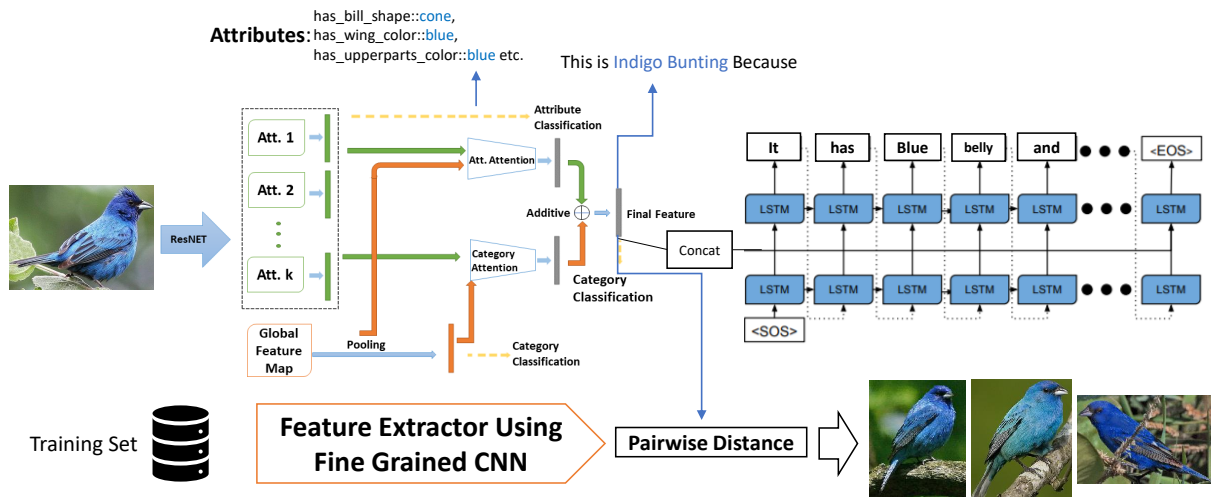 has_bill_shape::cone,
Attributes: has_wing_color::blue,
has_upperparts_color::blue etc.
This is Indigo Bunting Because
Att. 1
Att. 2
Att. k
ResNET
Attribute
Classification
Att. Attention
Additive
Final Feature
Category
Attention
Category
Classification
Concat
Global
Feature
Map
Pooling
Category
Classification
It
has
Blue
belly
and
<EOS>
LSTM
LSTM
LSTM
LSTM
LSTM
LSTM
LSTM
LSTM
LSTM
LSTM
LSTM
LSTM
<SOS>
Training Set
Feature Extractor Using
Fine Grained CNN
Pairwise Distance